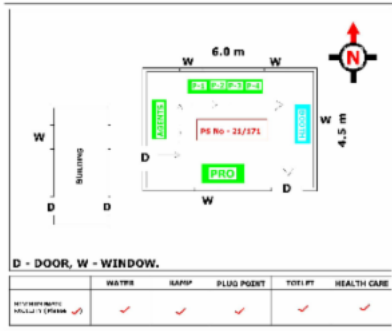 6.0 m
N
W W
P-1 P-2 P-3 P-4
AGENTS
W
4.5 m
PS No - 21/171
W
BUILDING
D
PRO
D
D D
W
D - DOOR, W - WINDOW.
WATER RAMP PLUG POINT TOILET HEALTH CARE